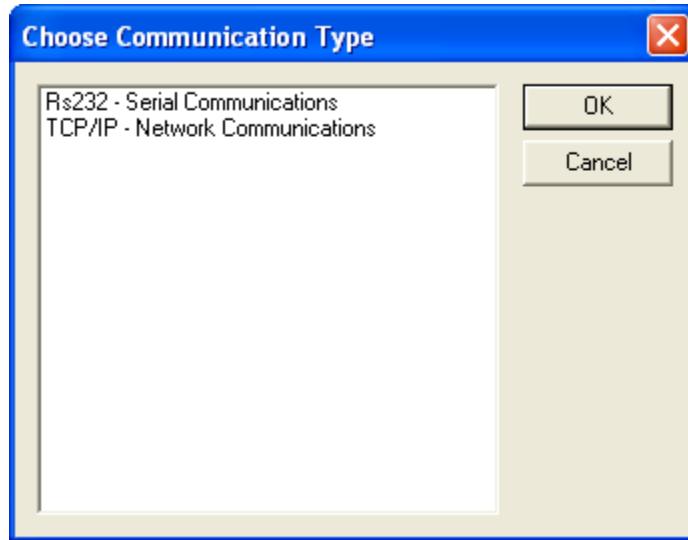 Choose Communication Type
Rs232 - Serial Communications
TCP/IP - Network Communications
OK
Cancel